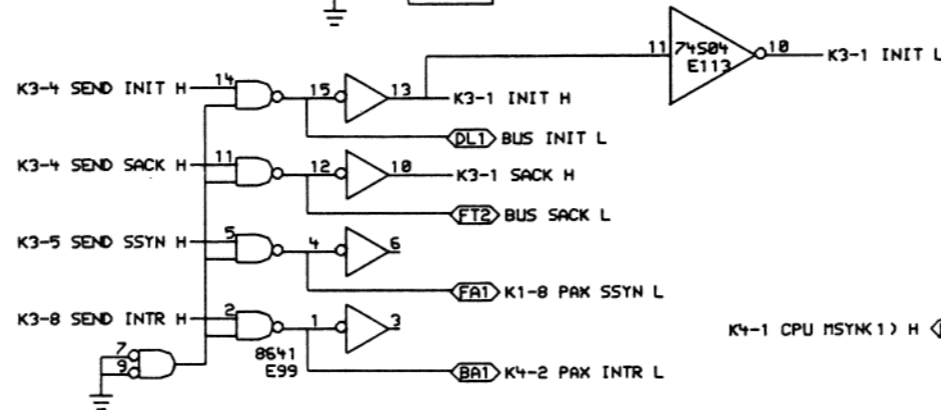 11 74S04 10 K3-1 INIT L
E113
K3-4 SEND INIT H 14 15 13 K3-1 INIT H
DL1 BUS INIT L
K3-4 SEND SACK H 11 12 10 K3-1 SACK H
FT2 BUS SACK L
K3-5 SEND SSYN H 5 4 6
FA1 K1-8 PAX SSYN L
K3-8 SEND INTR H 2 1 3
K4-1 CPU MSYN(1) H
7 8641
9 E99
BA1 K4-2 PAX INTR L